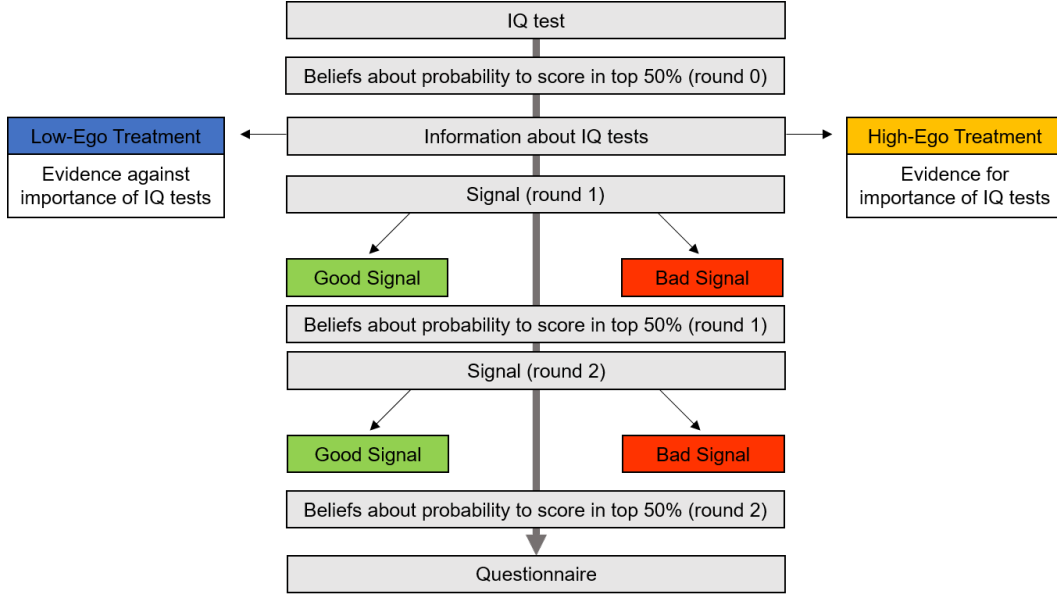 IQ test
Beliefs about probability to score in top 50% (round 0)
Low-Ego Treatment
Evidence against
importance of IQ tests
Information about IQ tests
High-Ego Treatment
Evidence for
importance of IQ tests
Signal (round 1)
Good Signal
Bad Signal
Beliefs about probability to score in top 50% (round 1)
Signal (round 2)
Good Signal
Bad Signal
Beliefs about probability to score in top 50% (round 2)
Questionnaire